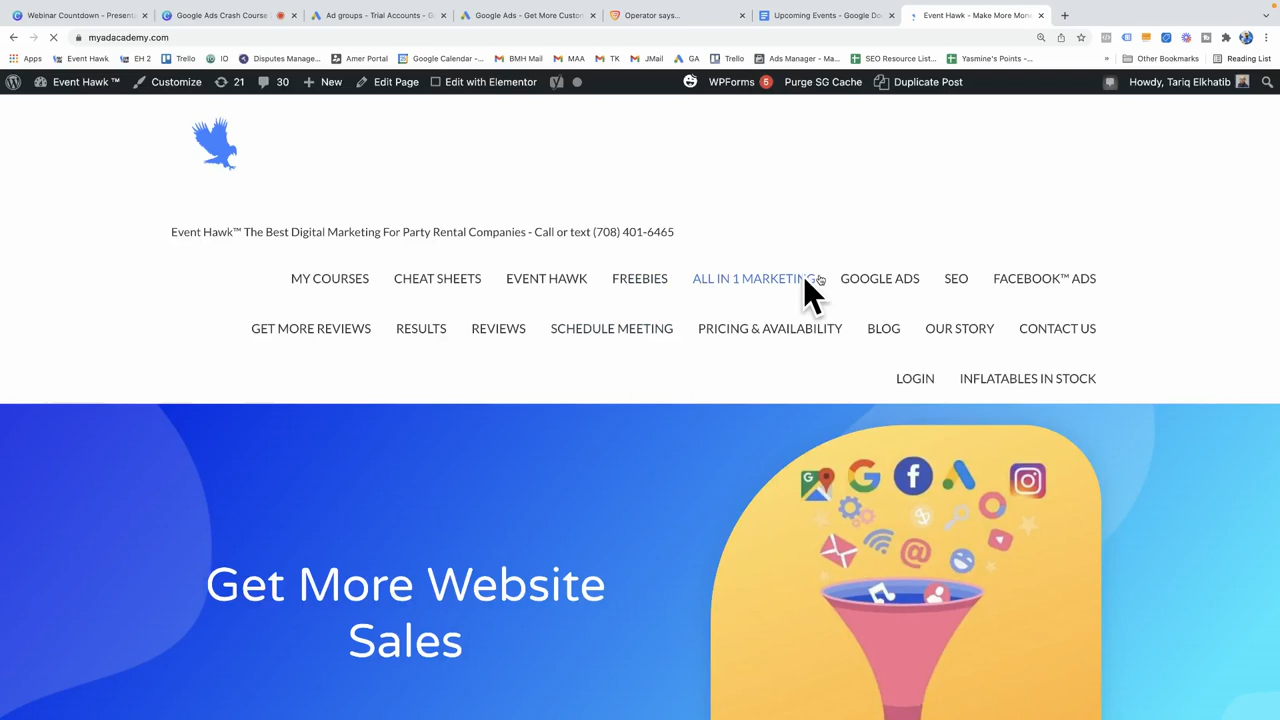 Webinar Countdown - Presenta
Google Ads Crash Course
Ad groups - Trial Accounts - G
Google Ads - Get More Custon
Operator says...
Upcoming Events - Google Do
Event Hawk - Make More Mon
myadacademy.com
Apps
Event Hawk
EH 2
Trello
IO
Disputes Manage...
Amer Portal
Google Calendar -...
BMH Mail
MAA
TK
JMail
GA
Trello
Ads Manager - Ma...
SEO Resource List...
Yasmine's Points -...
»
Other Bookmarks
Reading List
Event Hawk ™
Customize
21
30
New
Edit Page
Edit with Elementor
WPForms 5
Purge SG Cache
Duplicate Post
Howdy, Tariq Elkhatib
Event Hawk™ The Best Digital Marketing For Party Rental Companies - Call or text (708) 401-6465
MY COURSES CHEAT SHEETS EVENT HAWK FREEBIES ALL IN 1 MARKETING GOOGLE ADS SEO FACEBOOK™ ADS
GET MORE REVIEWS RESULTS REVIEWS SCHEDULE MEETING PRICING & AVAILABILITY BLOG OUR STORY CONTACT US
LOGIN INFLATABLES IN STOCK
Get More Website
Sales